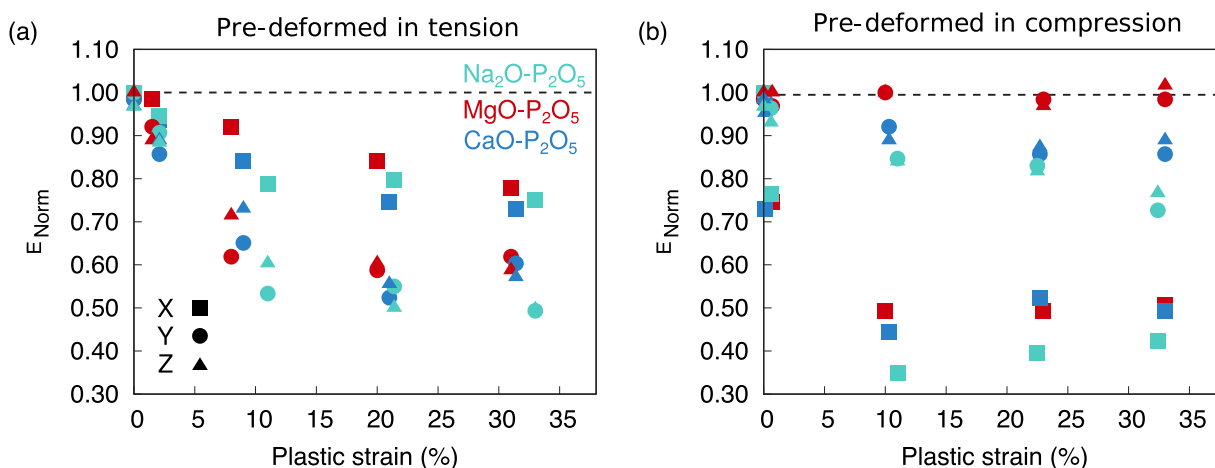 (a)
Pre-deformed in tension
1.10
1.00
0.90
0.80
0.70
0.60
0.50
0.40
0.30
E_Norm
Na₂O-P₂O₅
MgO-P₂O₅
CaO-P₂O₅
X
Y
Z
0 5 10 15 20 25 30 35
Plastic strain (%)
(b)
Pre-deformed in compression
1.10
1.00
0.90
0.80
0.70
0.60
0.50
0.40
0.30
E_Norm
0 5 10 15 20 25 30 35
Plastic strain (%)